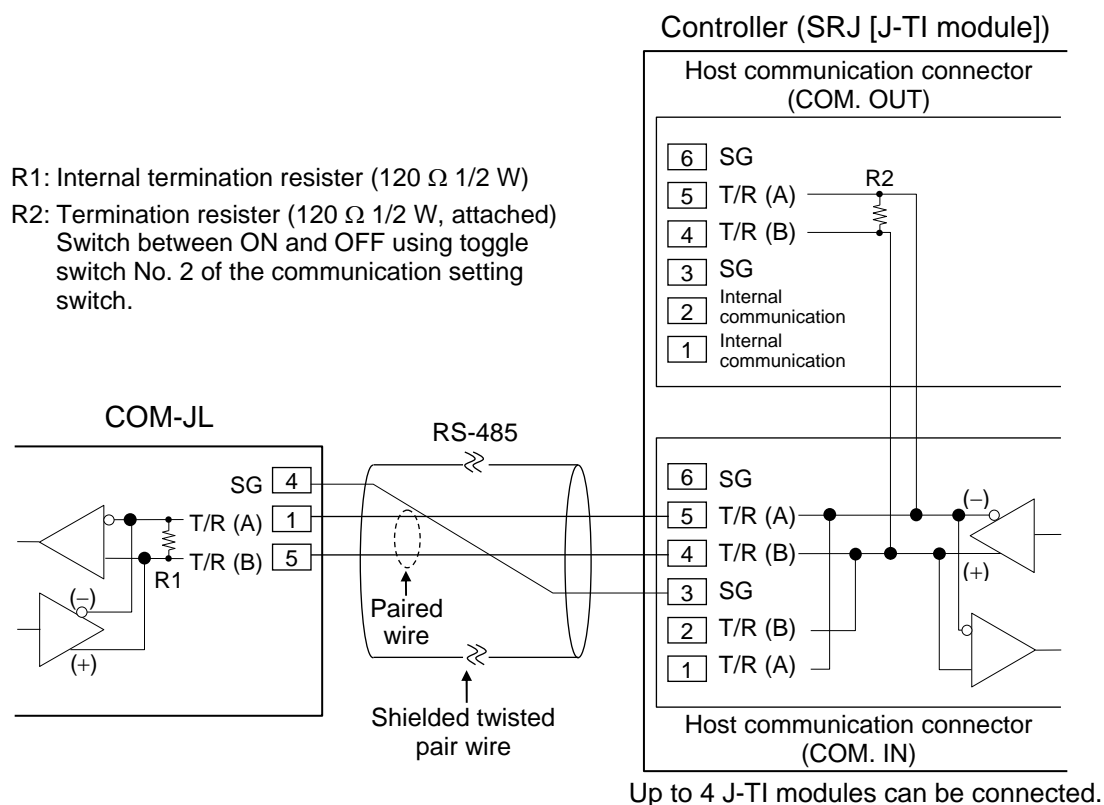 Controller (SRJ [J-TI module])
Host communication connector
(COM. OUT)
6 SG
5 T/R (A)
4 T/R (B)
3 SG
2 Internal
communication
1 Internal
communication
R2
R1: Internal termination resister (120 Ω 1/2 W)
R2: Termination resister (120 Ω 1/2 W, attached)
Switch between ON and OFF using toggle
switch No. 2 of the communication setting
switch.
COM-JL
SG 4
T/R (A) 1
T/R (B) 5
R1
(−)
(+)
RS-485
Paired
wire
Shielded twisted
pair wire
6 SG
5 T/R (A)
4 T/R (B)
3 SG
2 T/R (B)
1 T/R (A)
(−)
(+)
Host communication connector
(COM. IN)
Up to 4 J-TI modules can be connected.